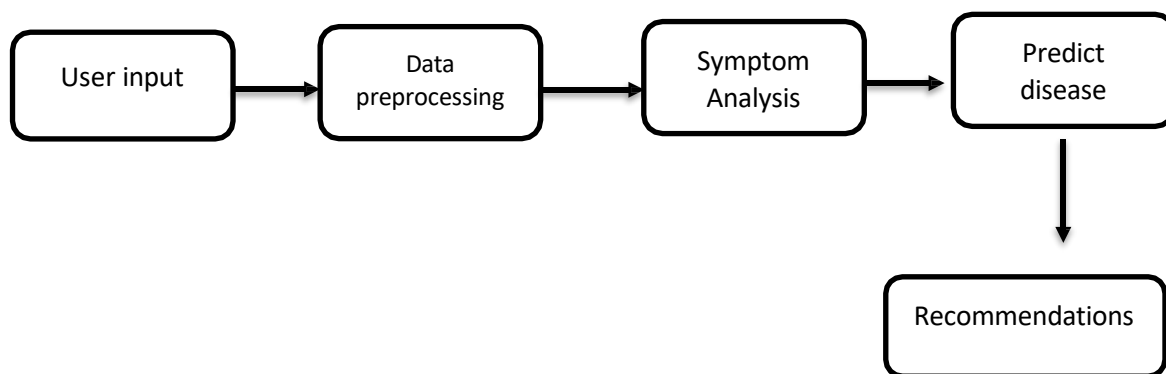 User input
Data
preprocessing
Symptom
Analysis
Predict
disease
Recommendations